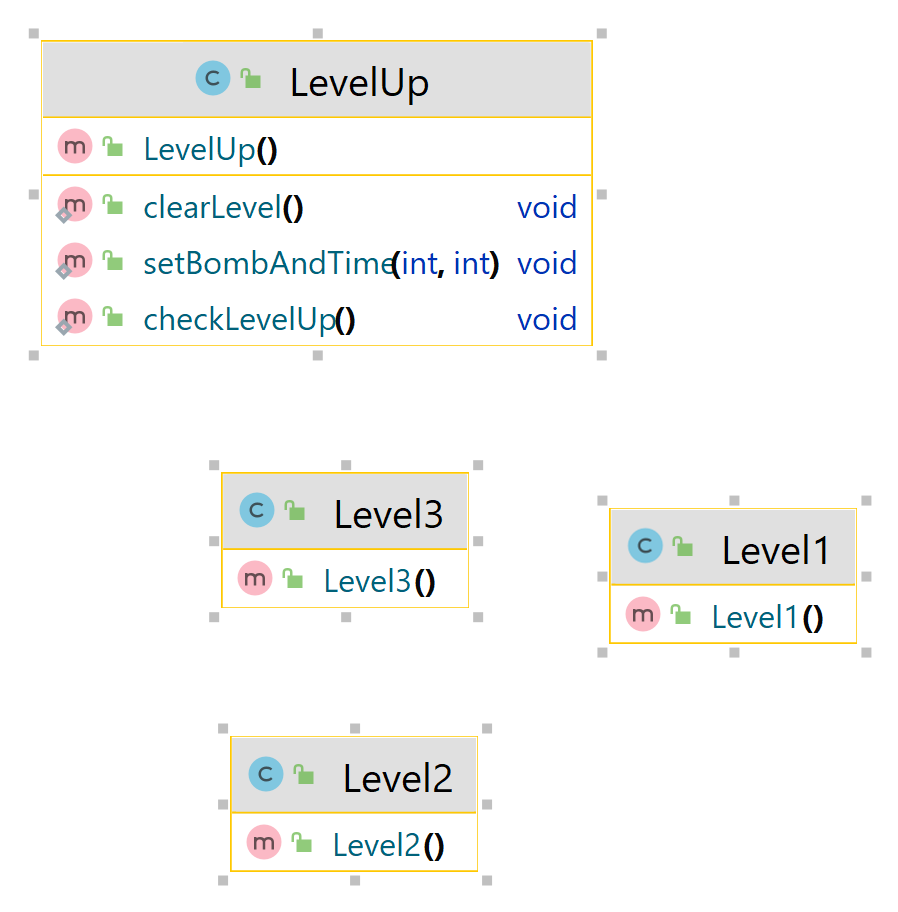 C LevelUp
m LevelUp()
m clearLevel() void
m setBombAndTime(int, int) void
m checkLevelUp() void
C Level3
m Level3()
C Level1
m Level1()
C Level2
m Level2()